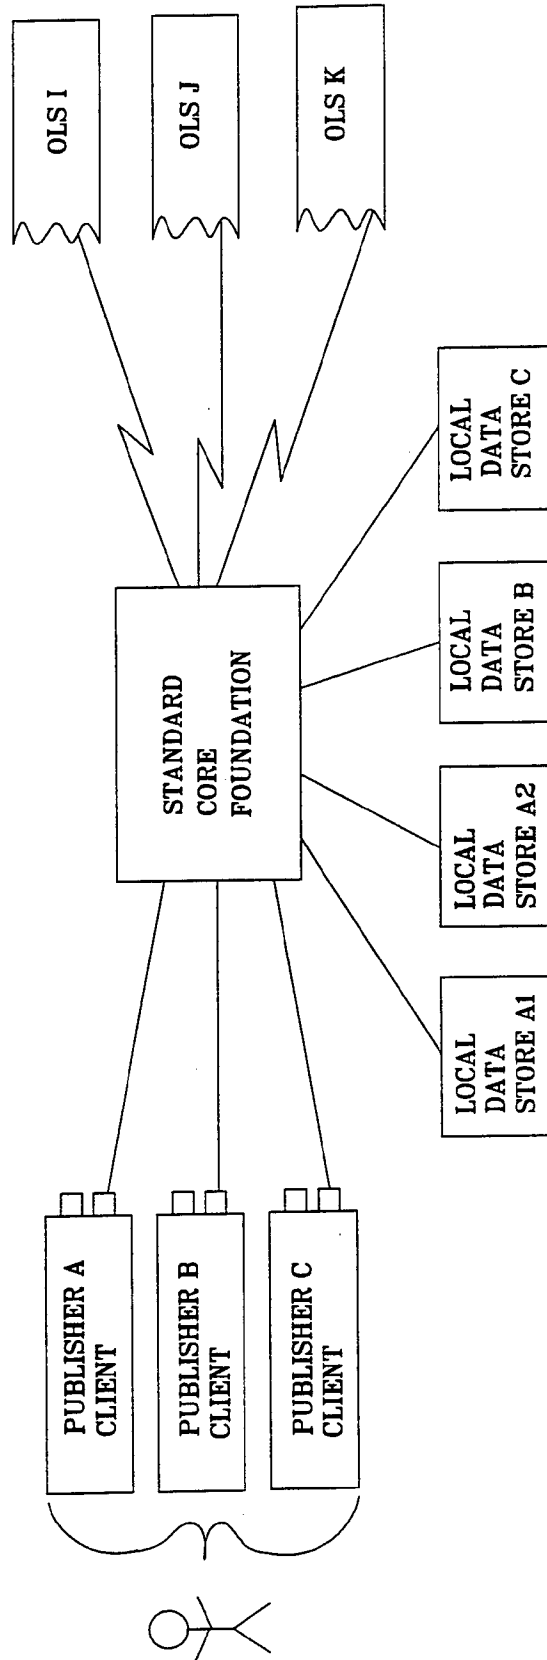 PUBLISHER A
CLIENT
PUBLISHER B
CLIENT
PUBLISHER C
CLIENT
STANDARD
CORE
FOUNDATION
OLS I
OLS J
OLS K
LOCAL
DATA
STORE A1
LOCAL
DATA
STORE A2
LOCAL
DATA
STORE B
LOCAL
DATA
STORE C